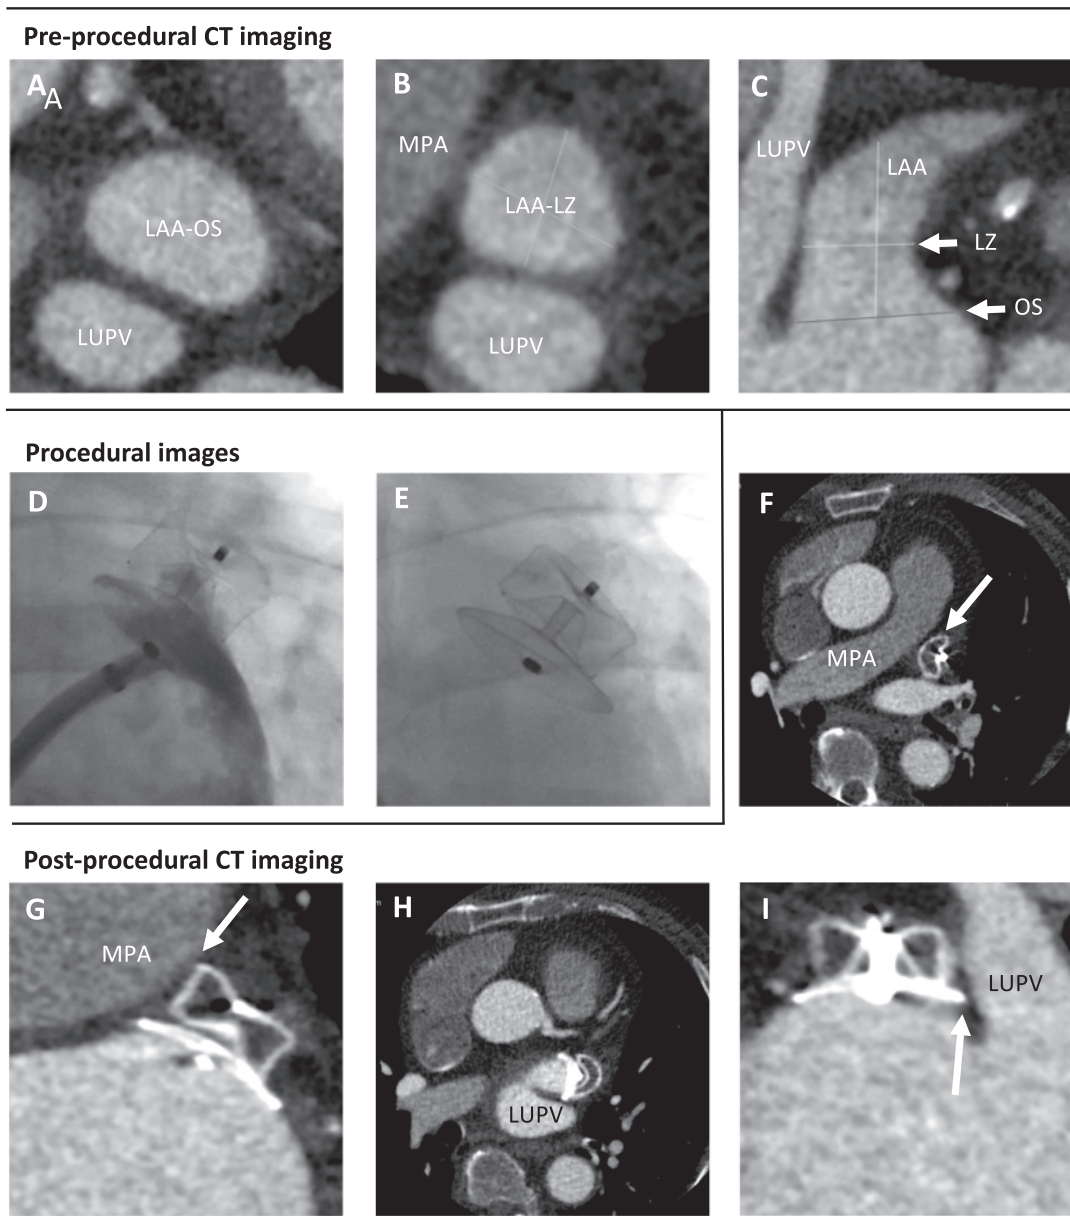 Pre-procedural CT imaging
A
A
LAA-OS
LUPV
B
MPA
LAA-LZ
LUPV
C
LUPV
LAA
LZ
OS
Procedural images
D
E
F
MPA
Post-procedural CT imaging
G
MPA
H
LUPV
I
LUPV